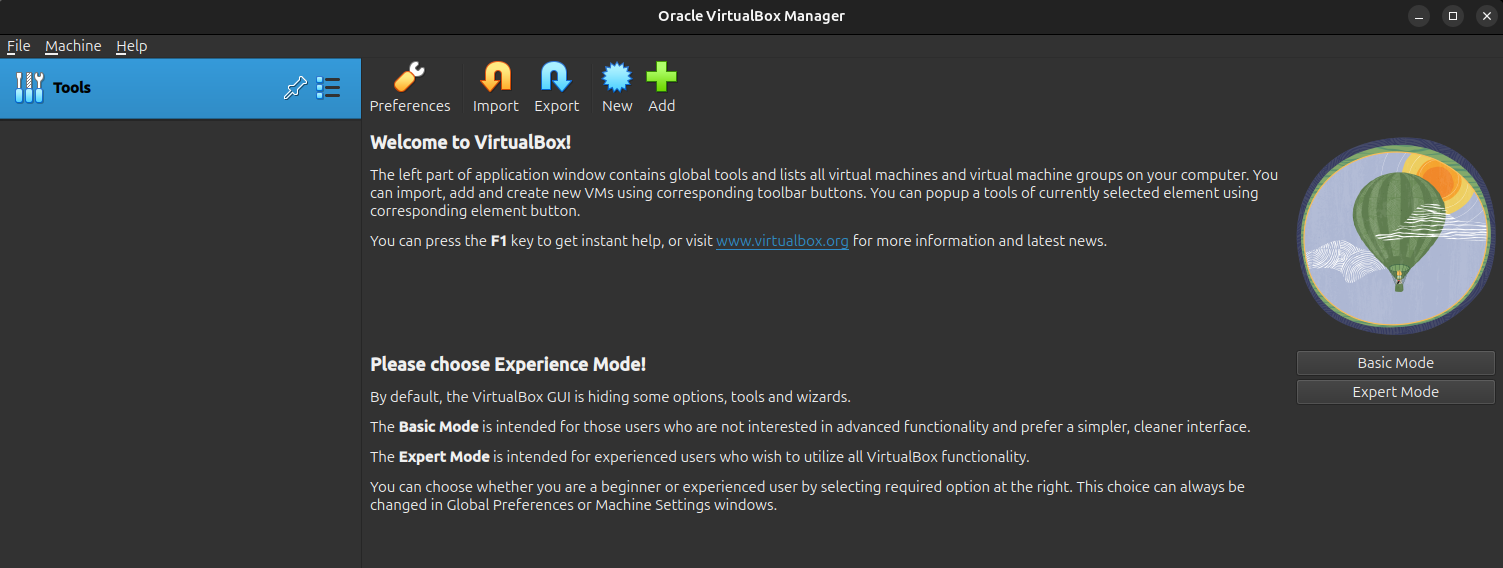 Oracle VirtualBox Manager
File Machine Help
Tools
Preferences Import Export New Add
Welcome to VirtualBox!
The left part of application window contains global tools and lists all virtual machines and virtual machine groups on your computer. You
can import, add and create new VMs using corresponding toolbar buttons. You can popup a tools of currently selected element using
corresponding element button.
You can press the F1 key to get instant help, or visit www.virtualbox.org for more information and latest news.
Please choose Experience Mode!
Basic Mode
Expert Mode
By default, the VirtualBox GUI is hiding some options, tools and wizards.
The Basic Mode is intended for those users who are not interested in advanced functionality and prefer a simpler, cleaner interface.
The Expert Mode is intended for experienced users who wish to utilize all VirtualBox functionality.
You can choose whether you are a beginner or experienced user by selecting required option at the right. This choice can always be
changed in Global Preferences or Machine Settings windows.